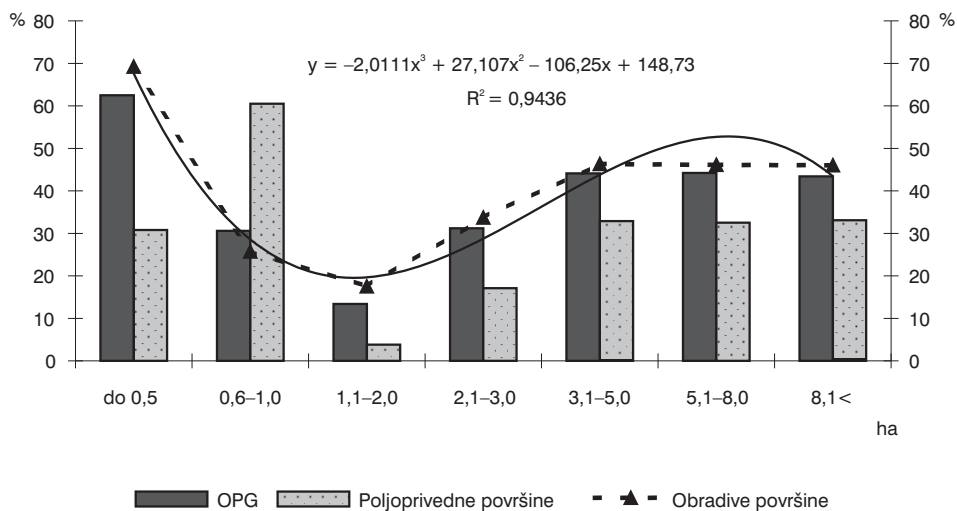 % 80 80 %
y = –2,0111x³ + 27,107x² – 106,25x + 148,73
R² = 0,9436
70 70
60 60
50 50
40 40
30 30
20 20
10 10
0 0
do 0,5 0,6–1,0 1,1–2,0 2,1–3,0 3,1–5,0 5,1–8,0 8,1<
ha
OPG Poljoprivedne površine Obradive površine